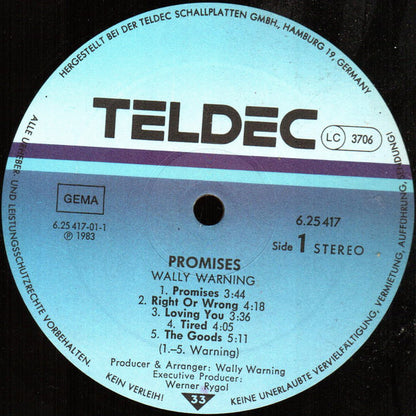 HERGESTELLT BEI DER TELDEC SCHALLPLATTEN GMBH., HAMBURG 19, GERMANY
TELDEC
LC 3706
GEMA
6.25 417-01-1
℗ 1983
6.25 417
Side 1 STEREO
PROMISES
WALLY WARNING
1. Promises 3:44
2. Right Or Wrong 4:18
3. Loving You 3:36
4. Tired 4:05
5. The Goods 5:11
(1.–5. Warning)
Producer & Arranger: Wally Warning
Executive Producer:
Werner Rygol
33
ALLE URHEBER- UND LEISTUNGSSCHUTZRECHTE VORBEHALTEN.
KEIN VERLEIH! KEINE UNERLAUBTE VERVIELFÄLTIGUNG, VERMIETUNG, AUFFÜHRUNG,